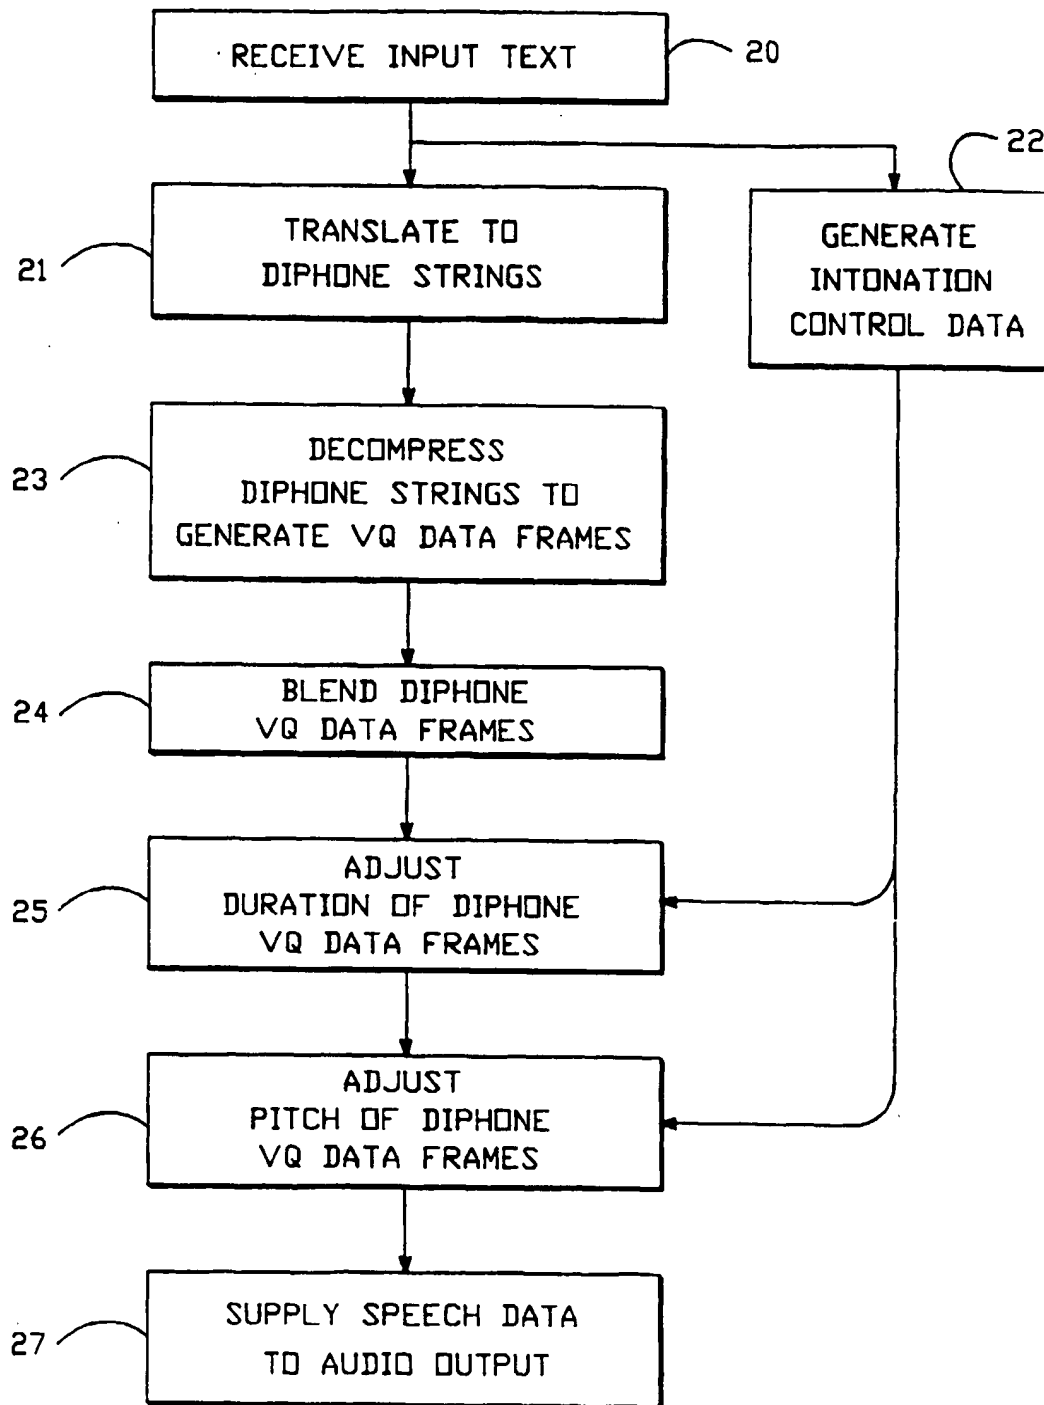 RECEIVE INPUT TEXT
20
22
TRANSLATE TO
DIPHONE STRINGS
21
GENERATE
INTONATION
CONTROL DATA
DECOMPRESS
DIPHONE STRINGS TO
GENERATE VQ DATA FRAMES
23
BLEND DIPHONE
VQ DATA FRAMES
24
ADJUST
DURATION OF DIPHONE
VQ DATA FRAMES
25
ADJUST
PITCH OF DIPHONE
VQ DATA FRAMES
26
SUPPLY SPEECH DATA
TO AUDIO OUTPUT
27